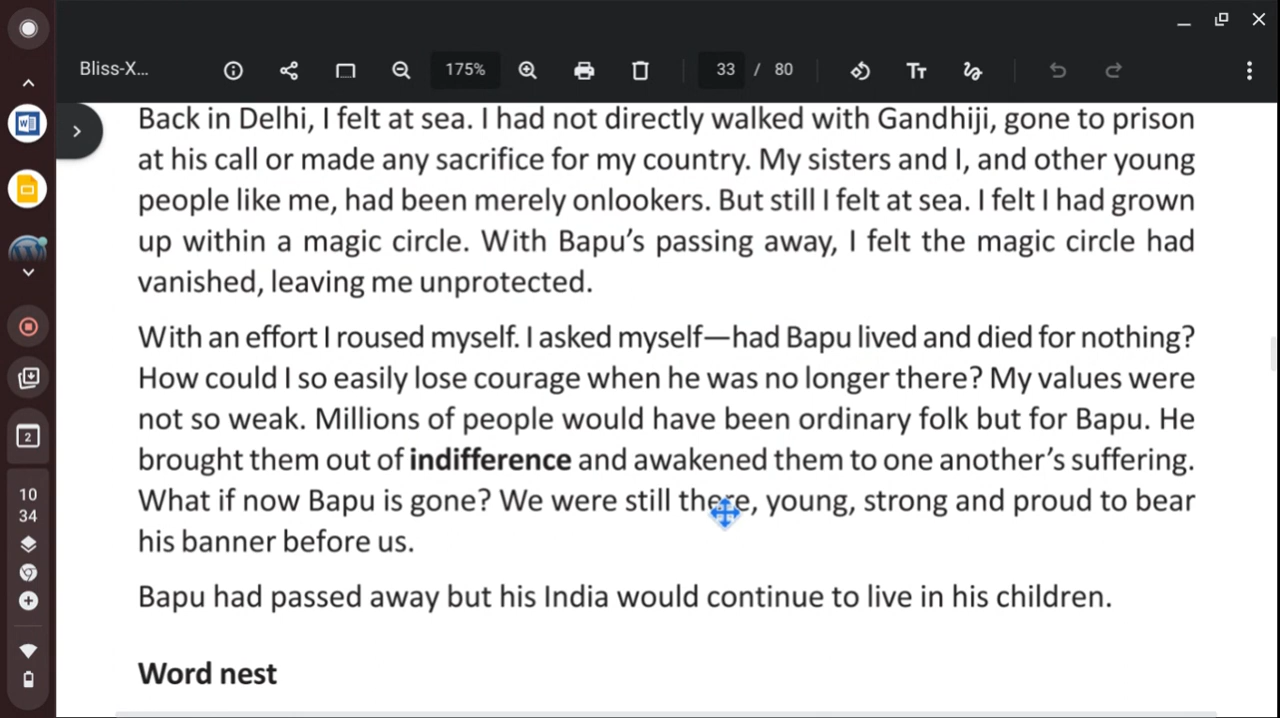 Bliss-X...
175%
33 / 80
Back in Delhi, I felt at sea. I had not directly walked with Gandhiji, gone to prison
at his call or made any sacrifice for my country. My sisters and I, and other young
people like me, had been merely onlookers. But still I felt at sea. I felt I had grown
up within a magic circle. With Bapu’s passing away, I felt the magic circle had
vanished, leaving me unprotected.
With an effort I roused myself. I asked myself—had Bapu lived and died for nothing?
How could I so easily lose courage when he was no longer there? My values were
not so weak. Millions of people would have been ordinary folk but for Bapu. He
brought them out of indifference and awakened them to one another’s suffering.
What if now Bapu is gone? We were still there, young, strong and proud to bear
his banner before us.
Bapu had passed away but his India would continue to live in his children.
Word nest
2
10
34